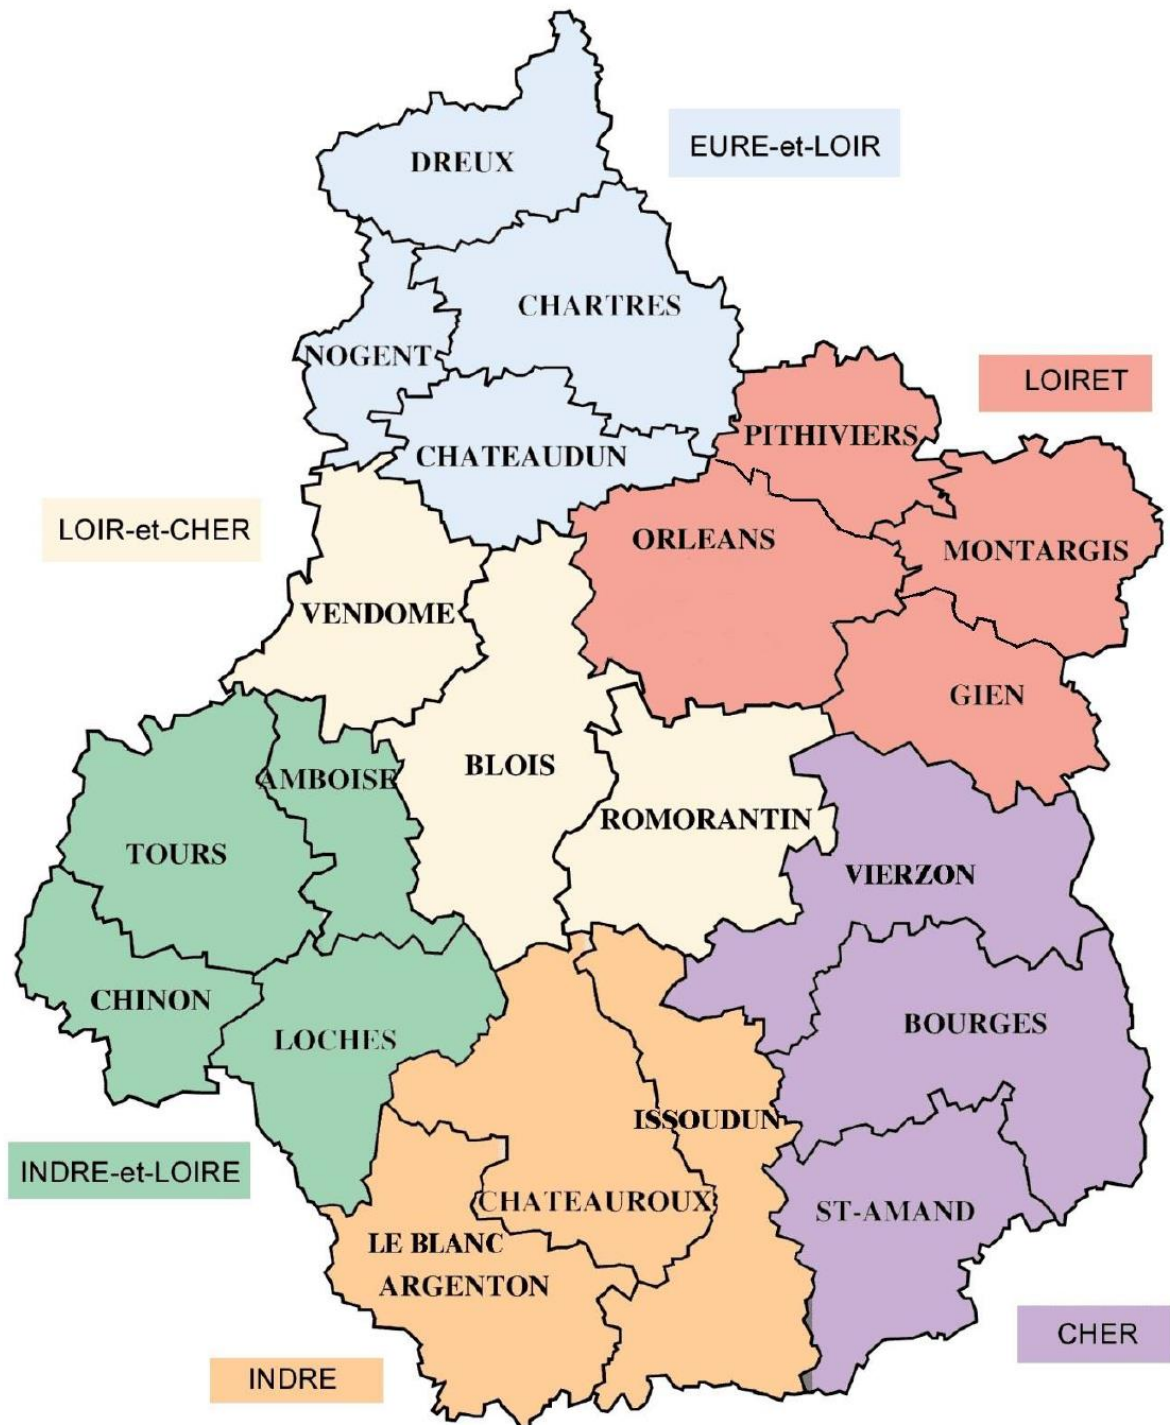 DREUX
EURE-et-LOIR
CHARTRES
NOGENT
LOIRET
PITHIVIERS
CHATEAUDUN
LOIR-et-CHER
ORLEANS
MONTARGIS
VENDOME
GIEN
BLOIS
AMBOISE
ROMORANTIN
TOURS
VIERZON
CHINON
BOURGES
LOCHES
ISSOUDUN
INDRE-et-LOIRE
CHATEAUROUX
ST-AMAND
LE BLANC
ARGENTON
CHER
INDRE